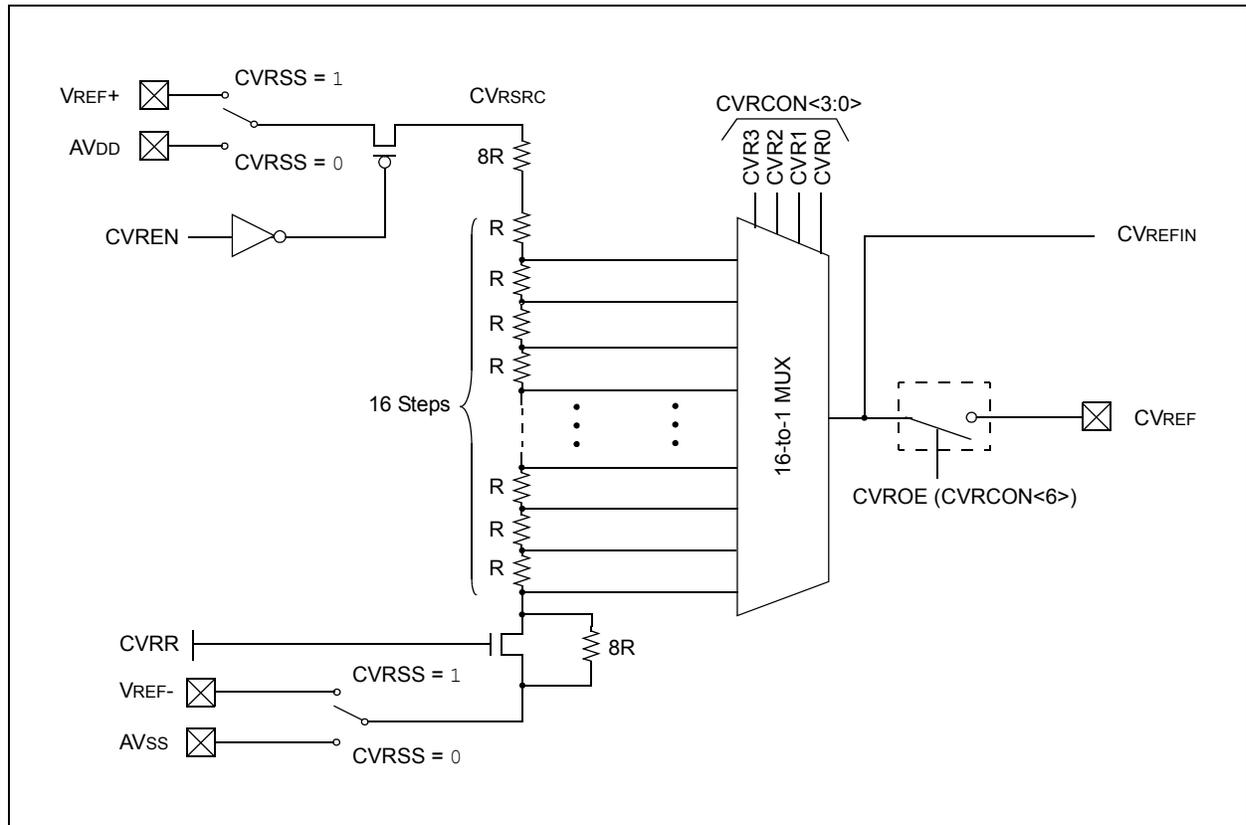 CVRSS = 1
VREF+
CVRSRC
CVRCON<3:0>
AVDD
CVRSS = 0
8R
CVR3
CVR2
CVR1
CVR0
CVREN
R
CVREFIN
R
R
R
16 Steps
16-to-1 MUX
CVREF
R
CVROE (CVRCON<6>)
R
R
CVRR
8R
CVRSS = 1
VREF-
AVSS
CVRSS = 0